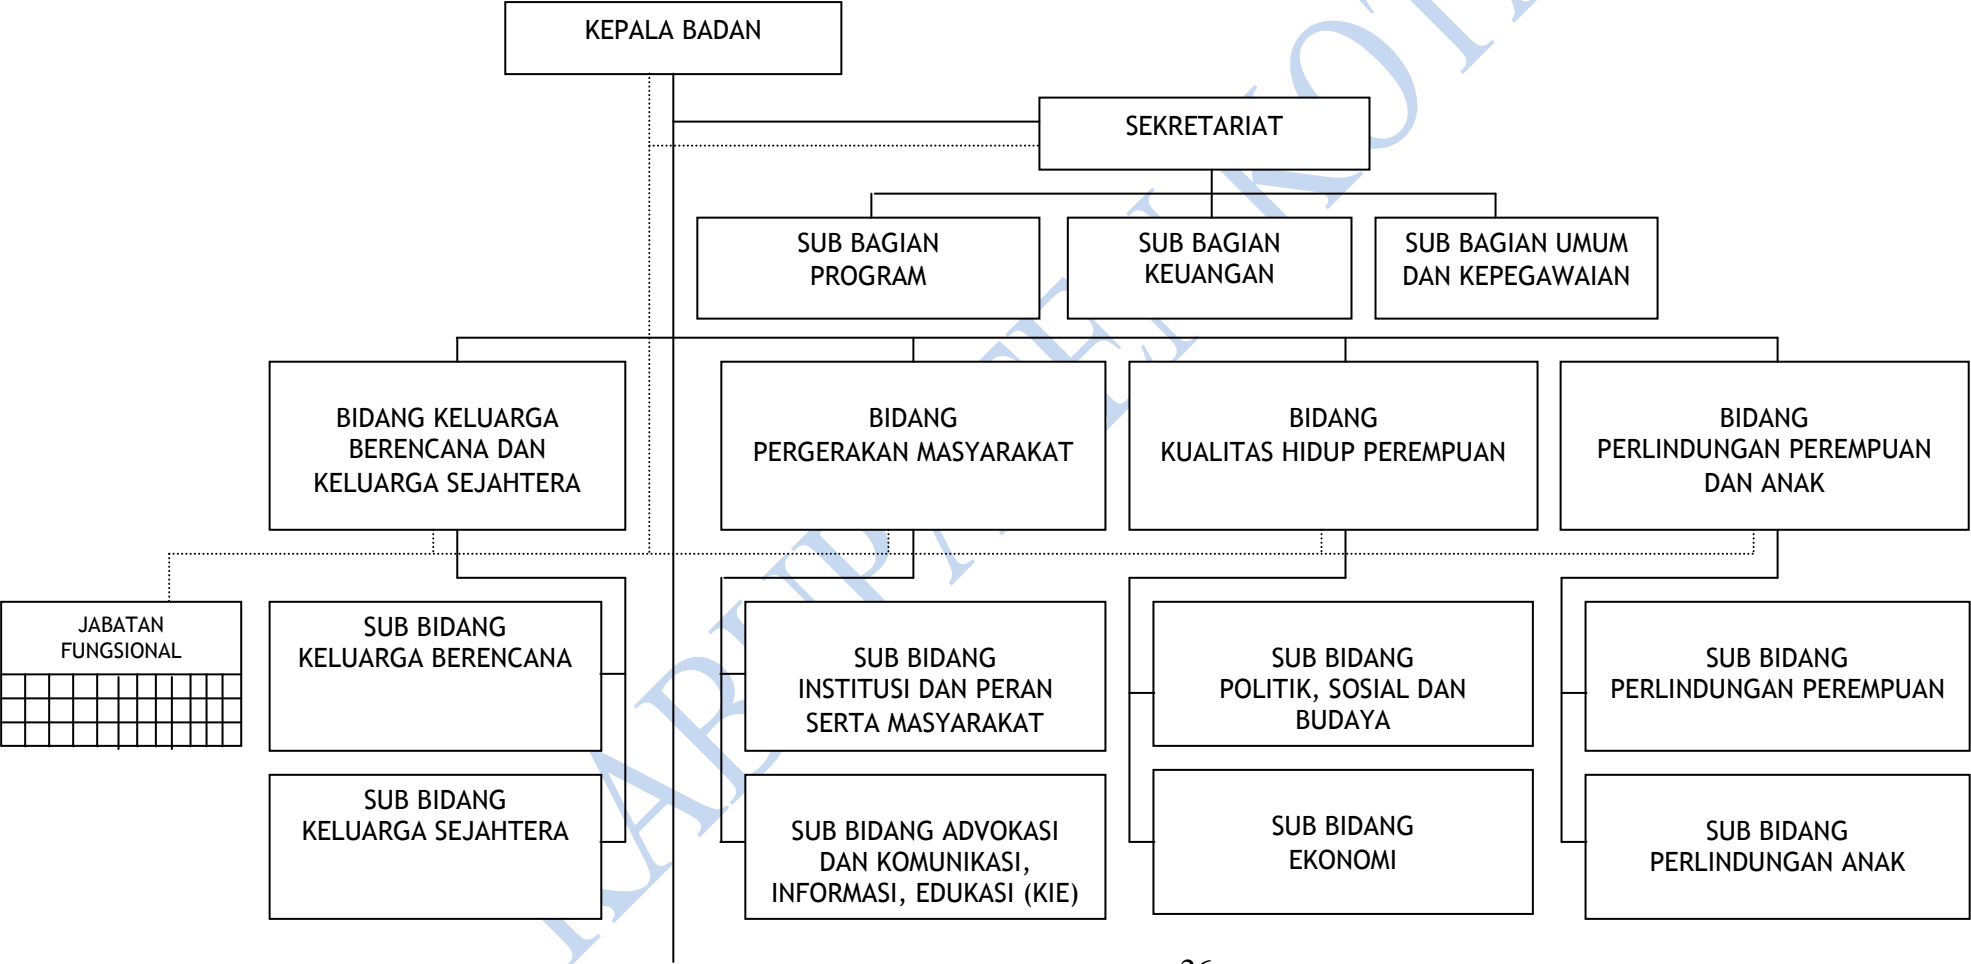 KEPALA BADAN
SEKRETARIAT
SUB BAGIAN
PROGRAM
SUB BAGIAN
KEUANGAN
SUB BAGIAN UMUM
DAN KEPEGAWAIAN
BIDANG KELUARGA
BERENCANA DAN
KELUARGA SEJAHTERA
BIDANG
PERGERAKAN MASYARAKAT
BIDANG
KUALITAS HIDUP PEREMPUAN
BIDANG
PERLINDUNGAN PEREMPUAN
DAN ANAK
JABATAN
FUNGSIONAL
SUB BIDANG
KELUARGA BERENCANA
SUB BIDANG
INSTITUSI DAN PERAN
SERTA MASYARAKAT
SUB BIDANG
POLITIK, SOSIAL DAN
BUDAYA
SUB BIDANG
PERLINDUNGAN PEREMPUAN
SUB BIDANG
KELUARGA SEJAHTERA
SUB BIDANG ADVOKASI
DAN KOMUNIKASI,
INFORMASI, EDUKASI (KIE)
SUB BIDANG
EKONOMI
SUB BIDANG
PERLINDUNGAN ANAK